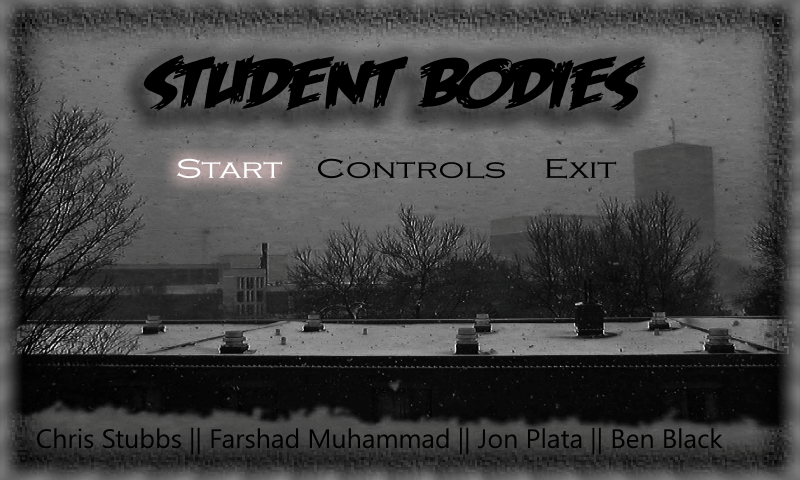 STUDENT BODIES
START CONTROLS EXIT
Chris Stubbs || Farshad Muhammad || Jon Plata || Ben Black